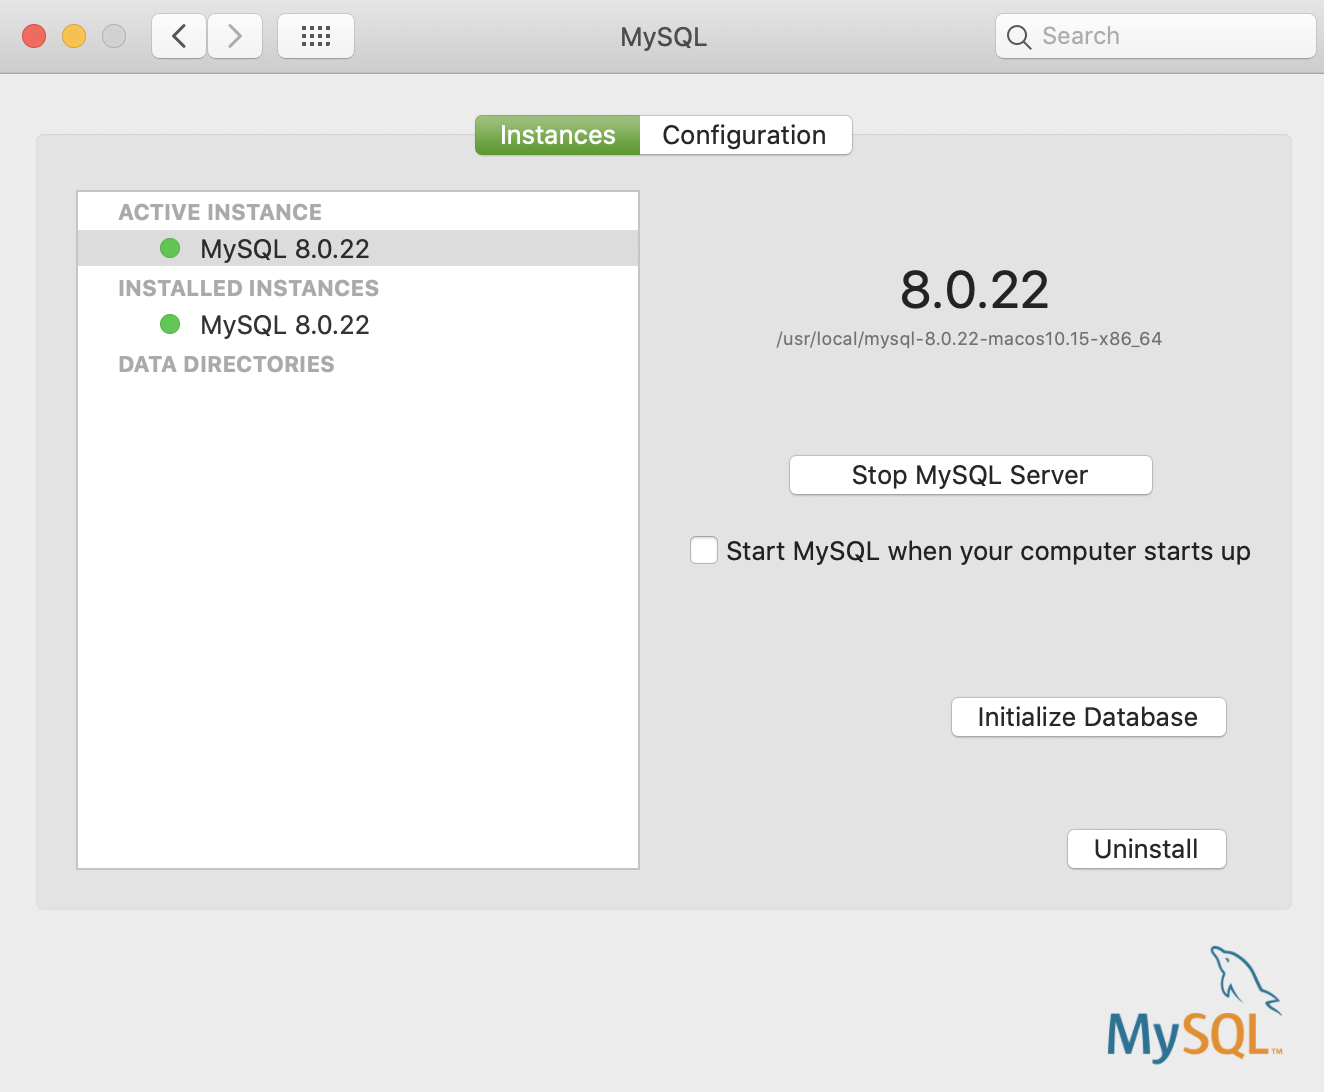 MySQL
Search
Instances
Configuration
ACTIVE INSTANCE
MySQL 8.0.22
INSTALLED INSTANCES
MySQL 8.0.22
DATA DIRECTORIES
8.0.22
/usr/local/mysql-8.0.22-macos10.15-x86_64
Stop MySQL Server
Start MySQL when your computer starts up
Initialize Database
Uninstall
MySQL™